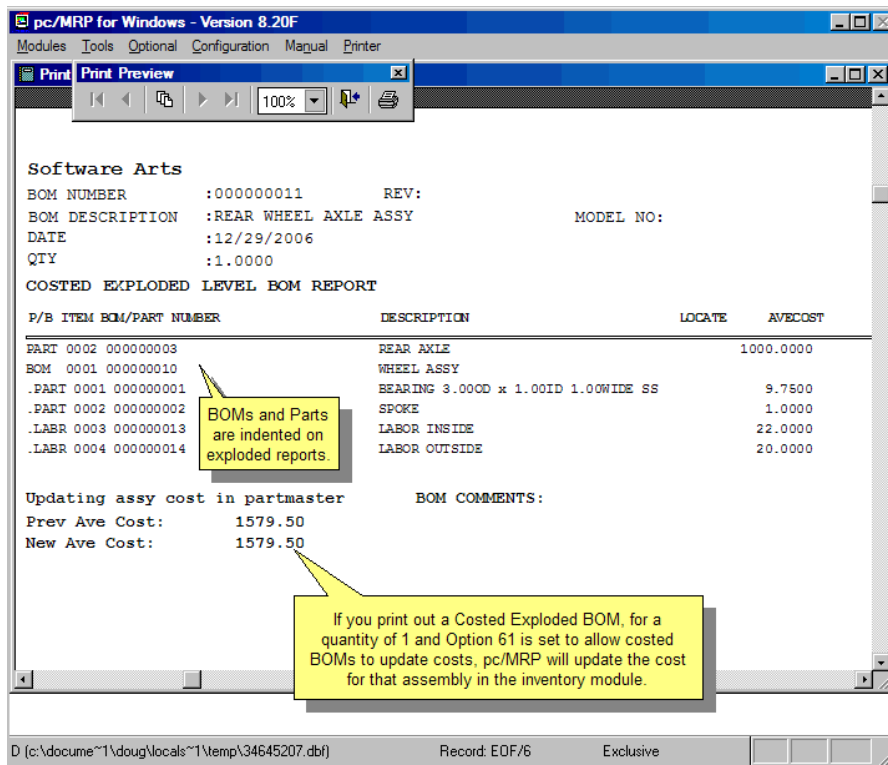 pc/MRP for Windows - Version 8.20F
Modules Tools Optional Configuration Manual Printer
Print Print Preview
100%
Software Arts
BOM NUMBER :000000011 REV:
BOM DESCRIPTION :REAR WHEEL AXLE ASSY MODEL NO:
DATE :12/29/2006
QTY :1.0000
COSTED EXPLODED LEVEL BOM REPORT
P/B ITEM BOM/PART NUMBER DESCRIPTION LOCATE AVECOST
PART 0002 000000003 REAR AXLE 1000.0000
BOM 0001 000000010 WHEEL ASSY
.PART 0001 000000001 BEARING 3.00OD x 1.00ID 1.00WIDE SS 9.7500
.PART 0002 000000002 SPOKE 1.0000
.LABR 0003 000000013 LABOR INSIDE 22.0000
.LABR 0004 000000014 LABOR OUTSIDE 20.0000
BOMs and Parts
are indented on
exploded reports.
Updating assy cost in partmaster BOM COMMENTS:
Prev Ave Cost: 1579.50
New Ave Cost: 1579.50
If you print out a Costed Exploded BOM, for a
quantity of 1 and Option 61 is set to allow costed
BOMs to update costs, pc/MRP will update the cost
for that assembly in the inventory module.
D (c:\docume~1\doug\locals~1\temp\34645207.dbf) Record: EOF/6 Exclusive